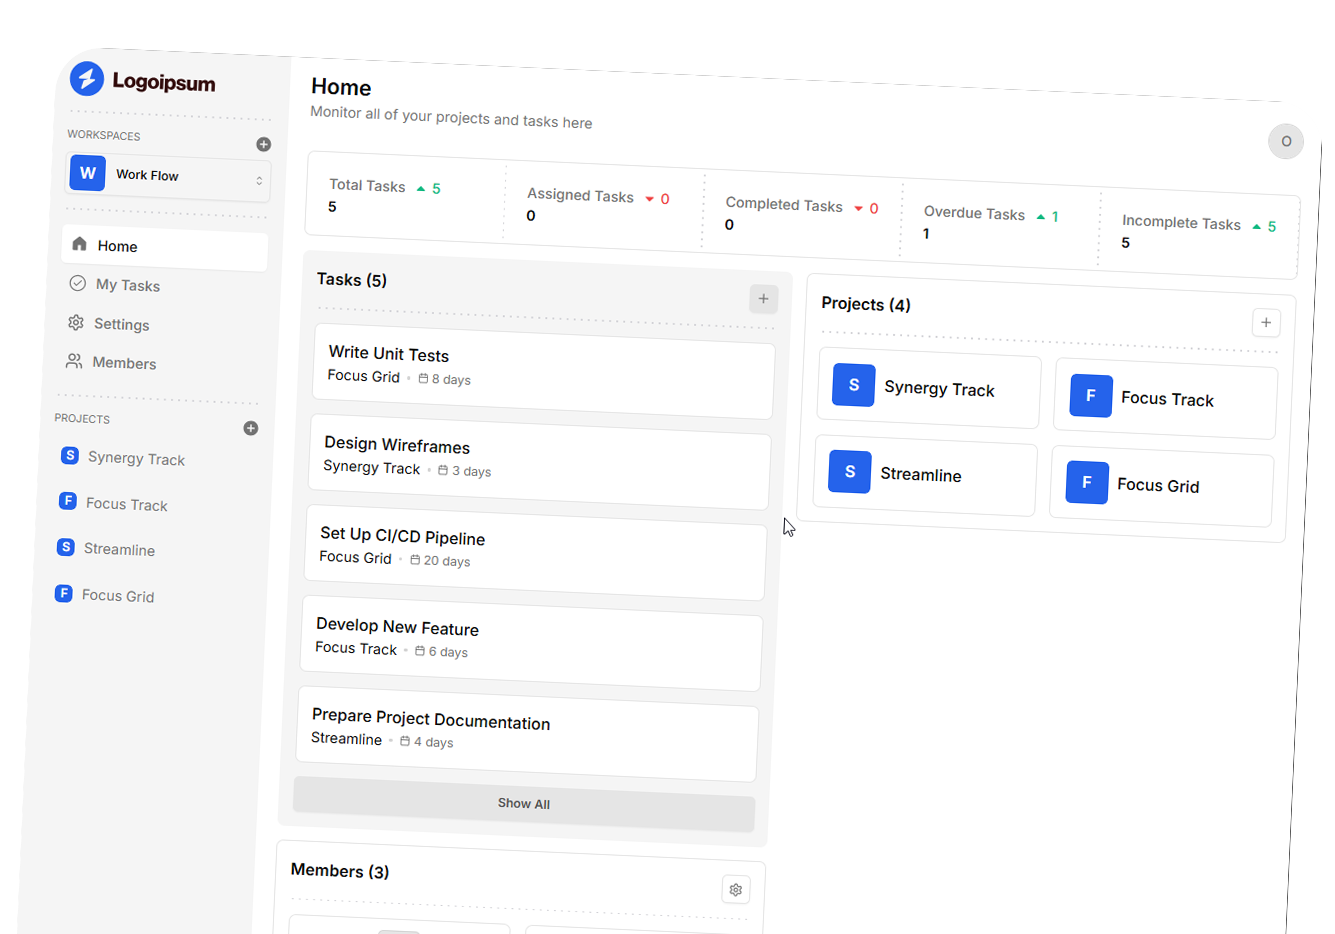 Logoipsum
WORKSPACES
W Work Flow
Home
My Tasks
Settings
Members
PROJECTS
S Synergy Track
F Focus Track
S Streamline
F Focus Grid
Home
Monitor all of your projects and tasks here
O
Total Tasks 5
5
Assigned Tasks 0
0
Completed Tasks 0
0
Overdue Tasks 1
1
Incomplete Tasks 5
5
Tasks (5)
+
Write Unit Tests
Focus Grid • 8 days
Design Wireframes
Synergy Track • 3 days
Set Up CI/CD Pipeline
Focus Grid • 20 days
Develop New Feature
Focus Track • 6 days
Prepare Project Documentation
Streamline • 4 days
Show All
Projects (4)
+
S Synergy Track
F Focus Track
S Streamline
F Focus Grid
Members (3)